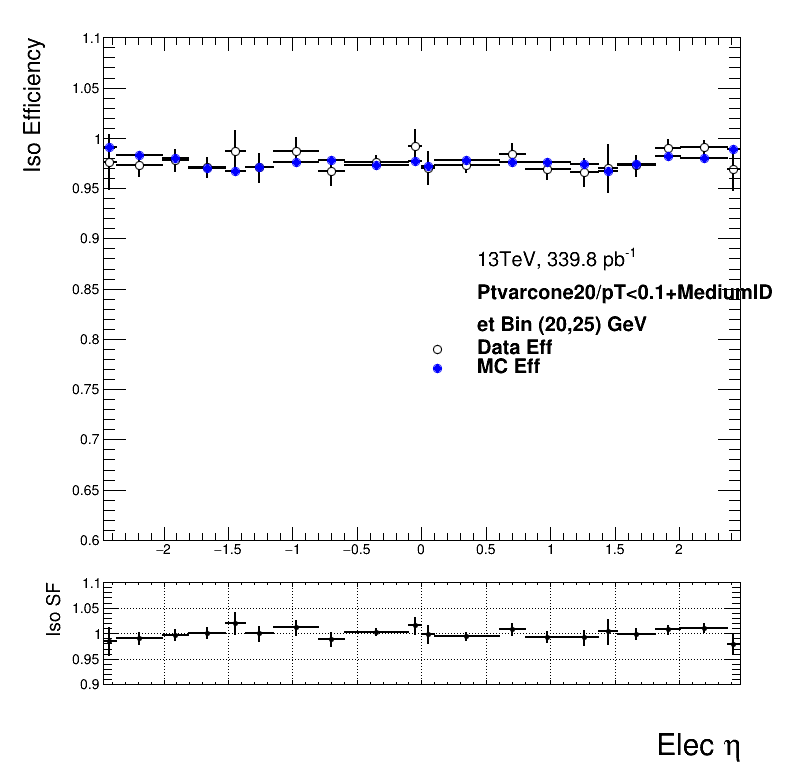 Iso Efficiency
1.1
1.05
1
0.95
0.9
0.85
0.8
0.75
0.7
0.65
0.6
13TeV, 339.8 pb⁻¹
Ptvarcone20/pT<0.1+MediumID
et Bin (20,25) GeV
Data Eff
MC Eff
−2 −1.5 −1 −0.5 0 0.5 1 1.5 2
Iso SF
1.1
1.05
1
0.95
0.9
Elec η